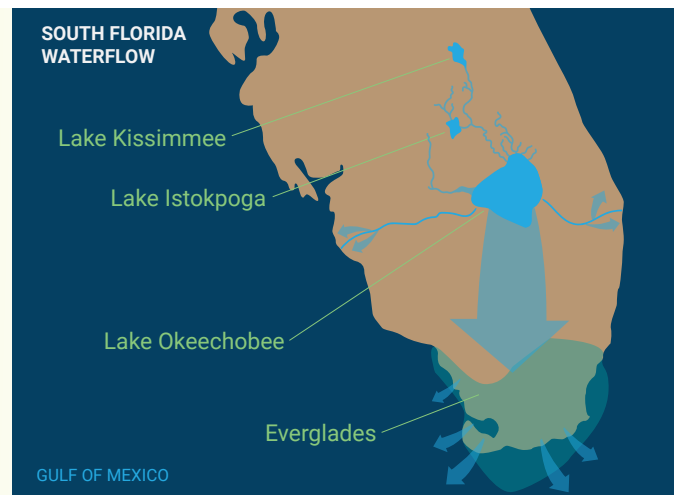 SOUTH FLORIDA
WATERFLOW
Lake Kissimmee
Lake Istokpoga
Lake Okeechobee
Everglades
GULF OF MEXICO